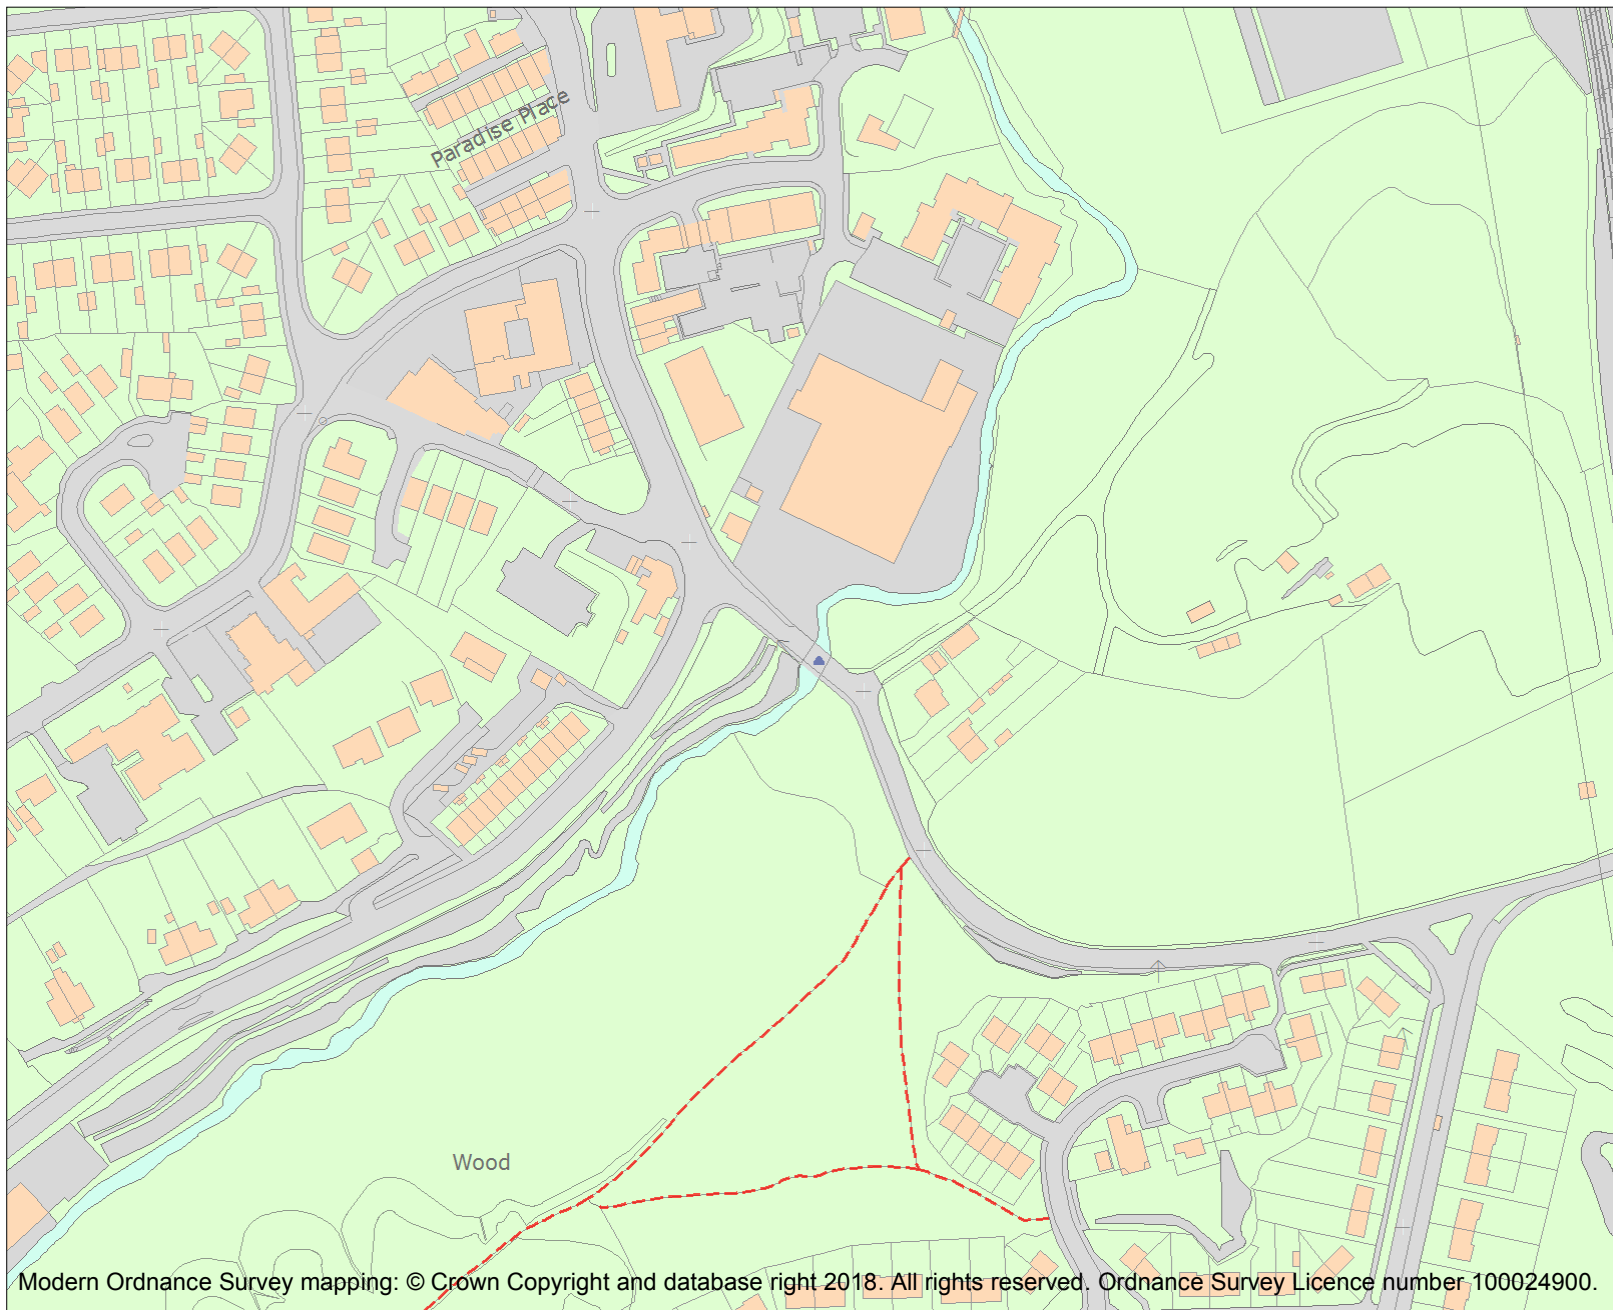 Paradise Place
Wood
Modern Ordnance Survey mapping: © Crown Copyright and database right 2018. All rights reserved. Ordnance Survey Licence number 100024900.